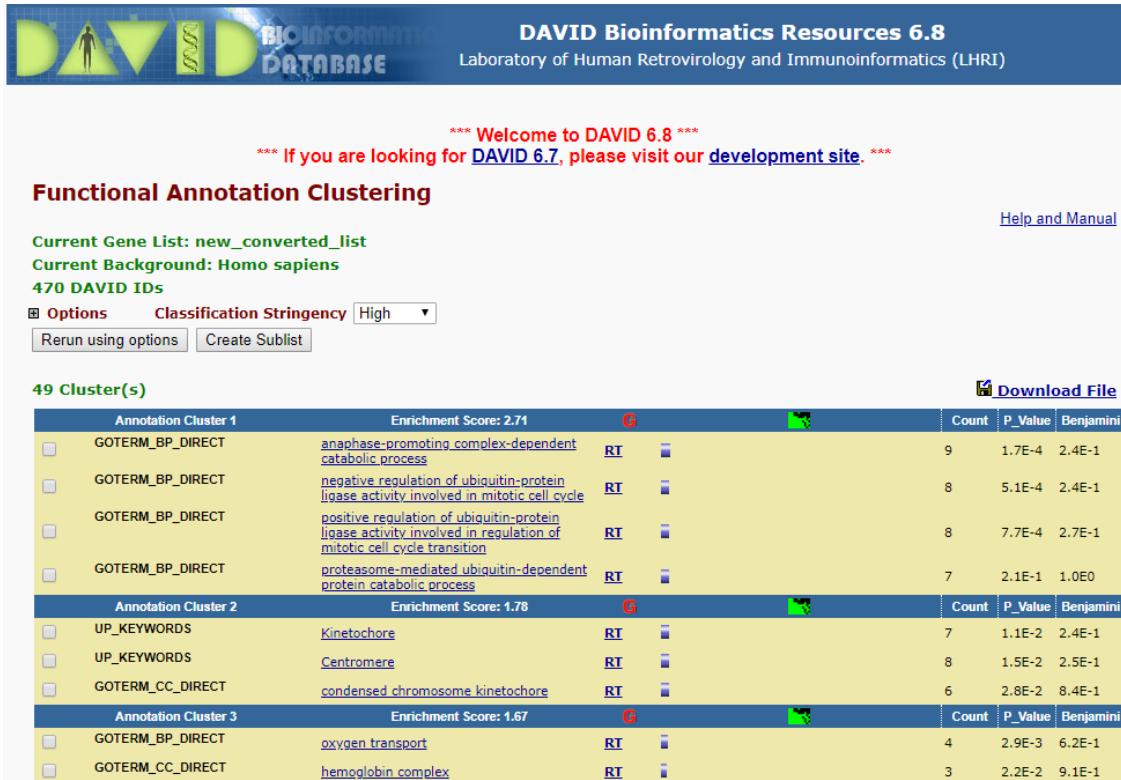 DAVID BIOINFORMATICS DATABASE
DAVID Bioinformatics Resources 6.8
Laboratory of Human Retrovirology and Immunoinformatics (LHRI)
*** Welcome to DAVID 6.8 ***
*** If you are looking for DAVID 6.7, please visit our development site. ***
Functional Annotation Clustering
Help and Manual
Current Gene List: new_converted_list
Current Background: Homo sapiens
470 DAVID IDs
Options Classification Stringency High
Rerun using options Create Sublist
49 Cluster(s) Download File
Annotation Cluster 1 Enrichment Score: 2.71 G Count P_Value Benjamini
GOTERM_BP_DIRECT anaphase-promoting complex-dependent
catabolic process RT 9 1.7E-4 2.4E-1
GOTERM_BP_DIRECT negative regulation of ubiquitin-protein
ligase activity involved in mitotic cell cycle RT 8 5.1E-4 2.4E-1
GOTERM_BP_DIRECT positive regulation of ubiquitin-protein
ligase activity involved in regulation of RT 8 7.7E-4 2.7E-1
mitotic cell cycle transition
GOTERM_BP_DIRECT proteasome-mediated ubiquitin-dependent
protein catabolic process RT 7 2.1E-1 1.0E0
Annotation Cluster 2 Enrichment Score: 1.78 G Count P_Value Benjamini
UP_KEYWORDS Kinetochore RT 7 1.1E-2 2.4E-1
UP_KEYWORDS Centromere RT 8 1.5E-2 2.5E-1
GOTERM_CC_DIRECT condensed chromosome kinetochore RT 6 2.8E-2 8.4E-1
Annotation Cluster 3 Enrichment Score: 1.67 G Count P_Value Benjamini
GOTERM_BP_DIRECT oxygen transport RT 4 2.9E-3 6.2E-1
GOTERM_CC_DIRECT hemoglobin complex RT 3 2.2E-2 9.1E-1